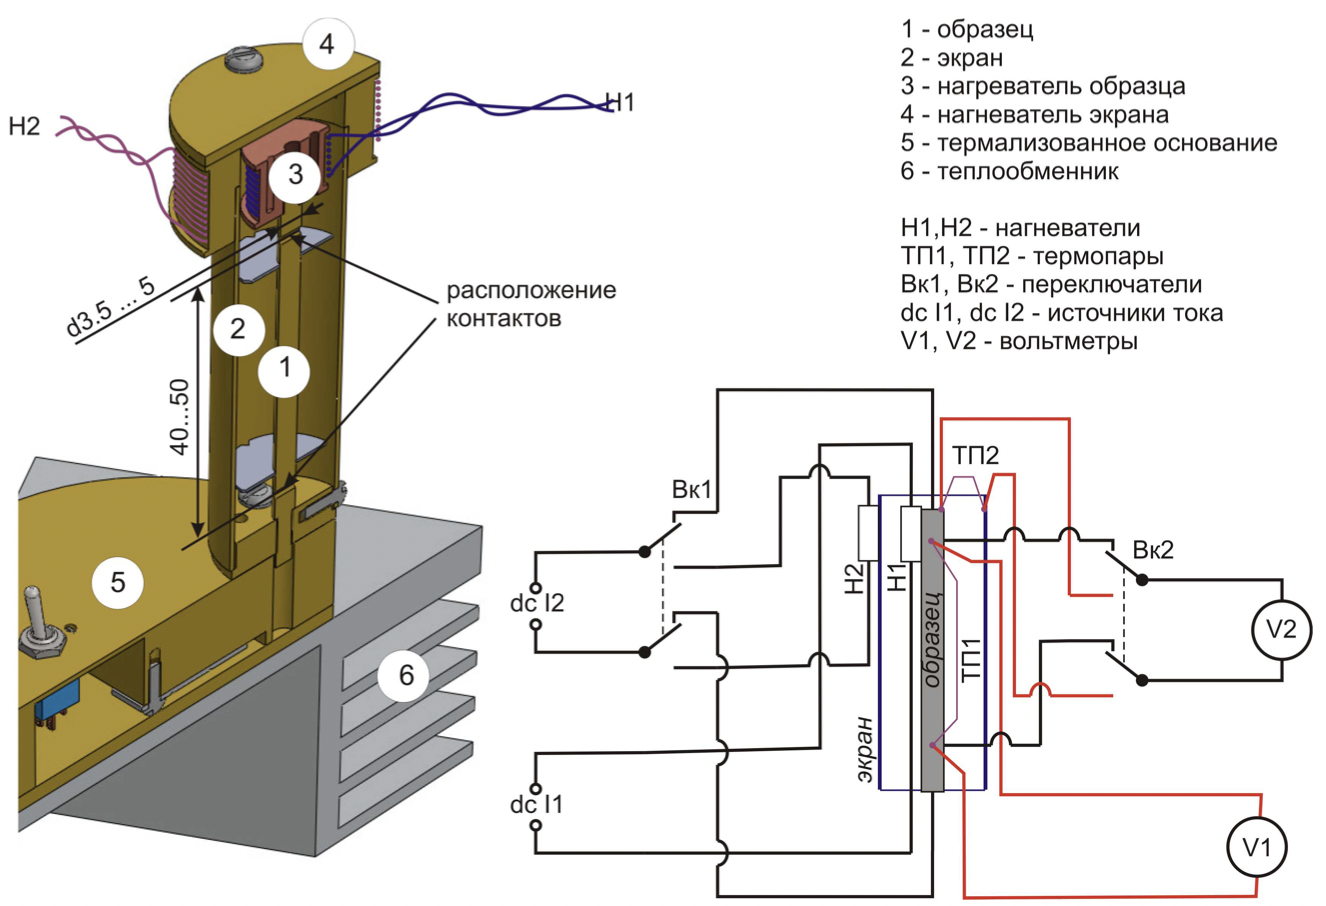 1 - образец
2 - экран
3 - нагреватель образца
4 - нагневатель экрана
5 - термализованное основание
6 - теплообменник
H1,H2 - нагневатели
ТП1, ТП2 - термопары
Вк1, Вк2 - переключатели
dc I1, dc I2 - источники тока
V1, V2 - вольтметры
4
H2
H1
3
d3.5 ... 5
расположение
контактов
2
1
40...50
5
6
ТП2
Вк1
Вк2
dc I2
H2
H1
образец
ТП1
V2
экран
dc I1
V1